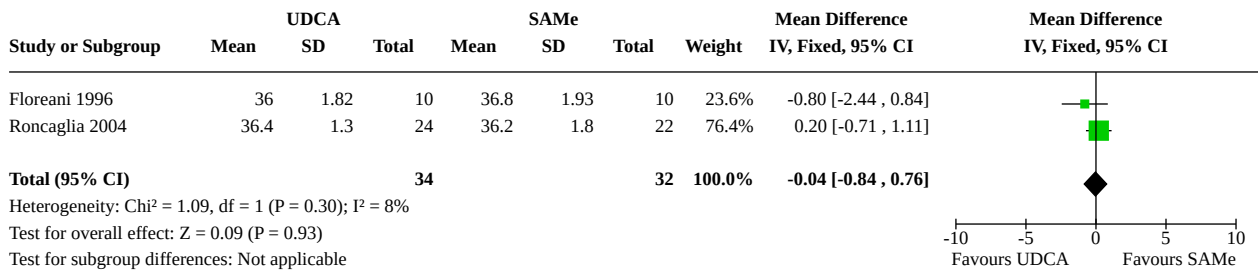 UDCA SAMe Mean Difference Mean Difference
Study or Subgroup Mean SD Total Mean SD Total Weight IV, Fixed, 95% CI IV, Fixed, 95% CI
Floreani 1996 36 1.82 10 36.8 1.93 10 23.6% -0.80 [-2.44 , 0.84]
Roncaglia 2004 36.4 1.3 24 36.2 1.8 22 76.4% 0.20 [-0.71 , 1.11]
Total (95% CI) 34 32 100.0% -0.04 [-0.84 , 0.76]
Heterogeneity: Chi² = 1.09, df = 1 (P = 0.30); I² = 8%
Test for overall effect: Z = 0.09 (P = 0.93) -10 -5 0 5 10
Test for subgroup differences: Not applicable Favours UDCA Favours SAMe